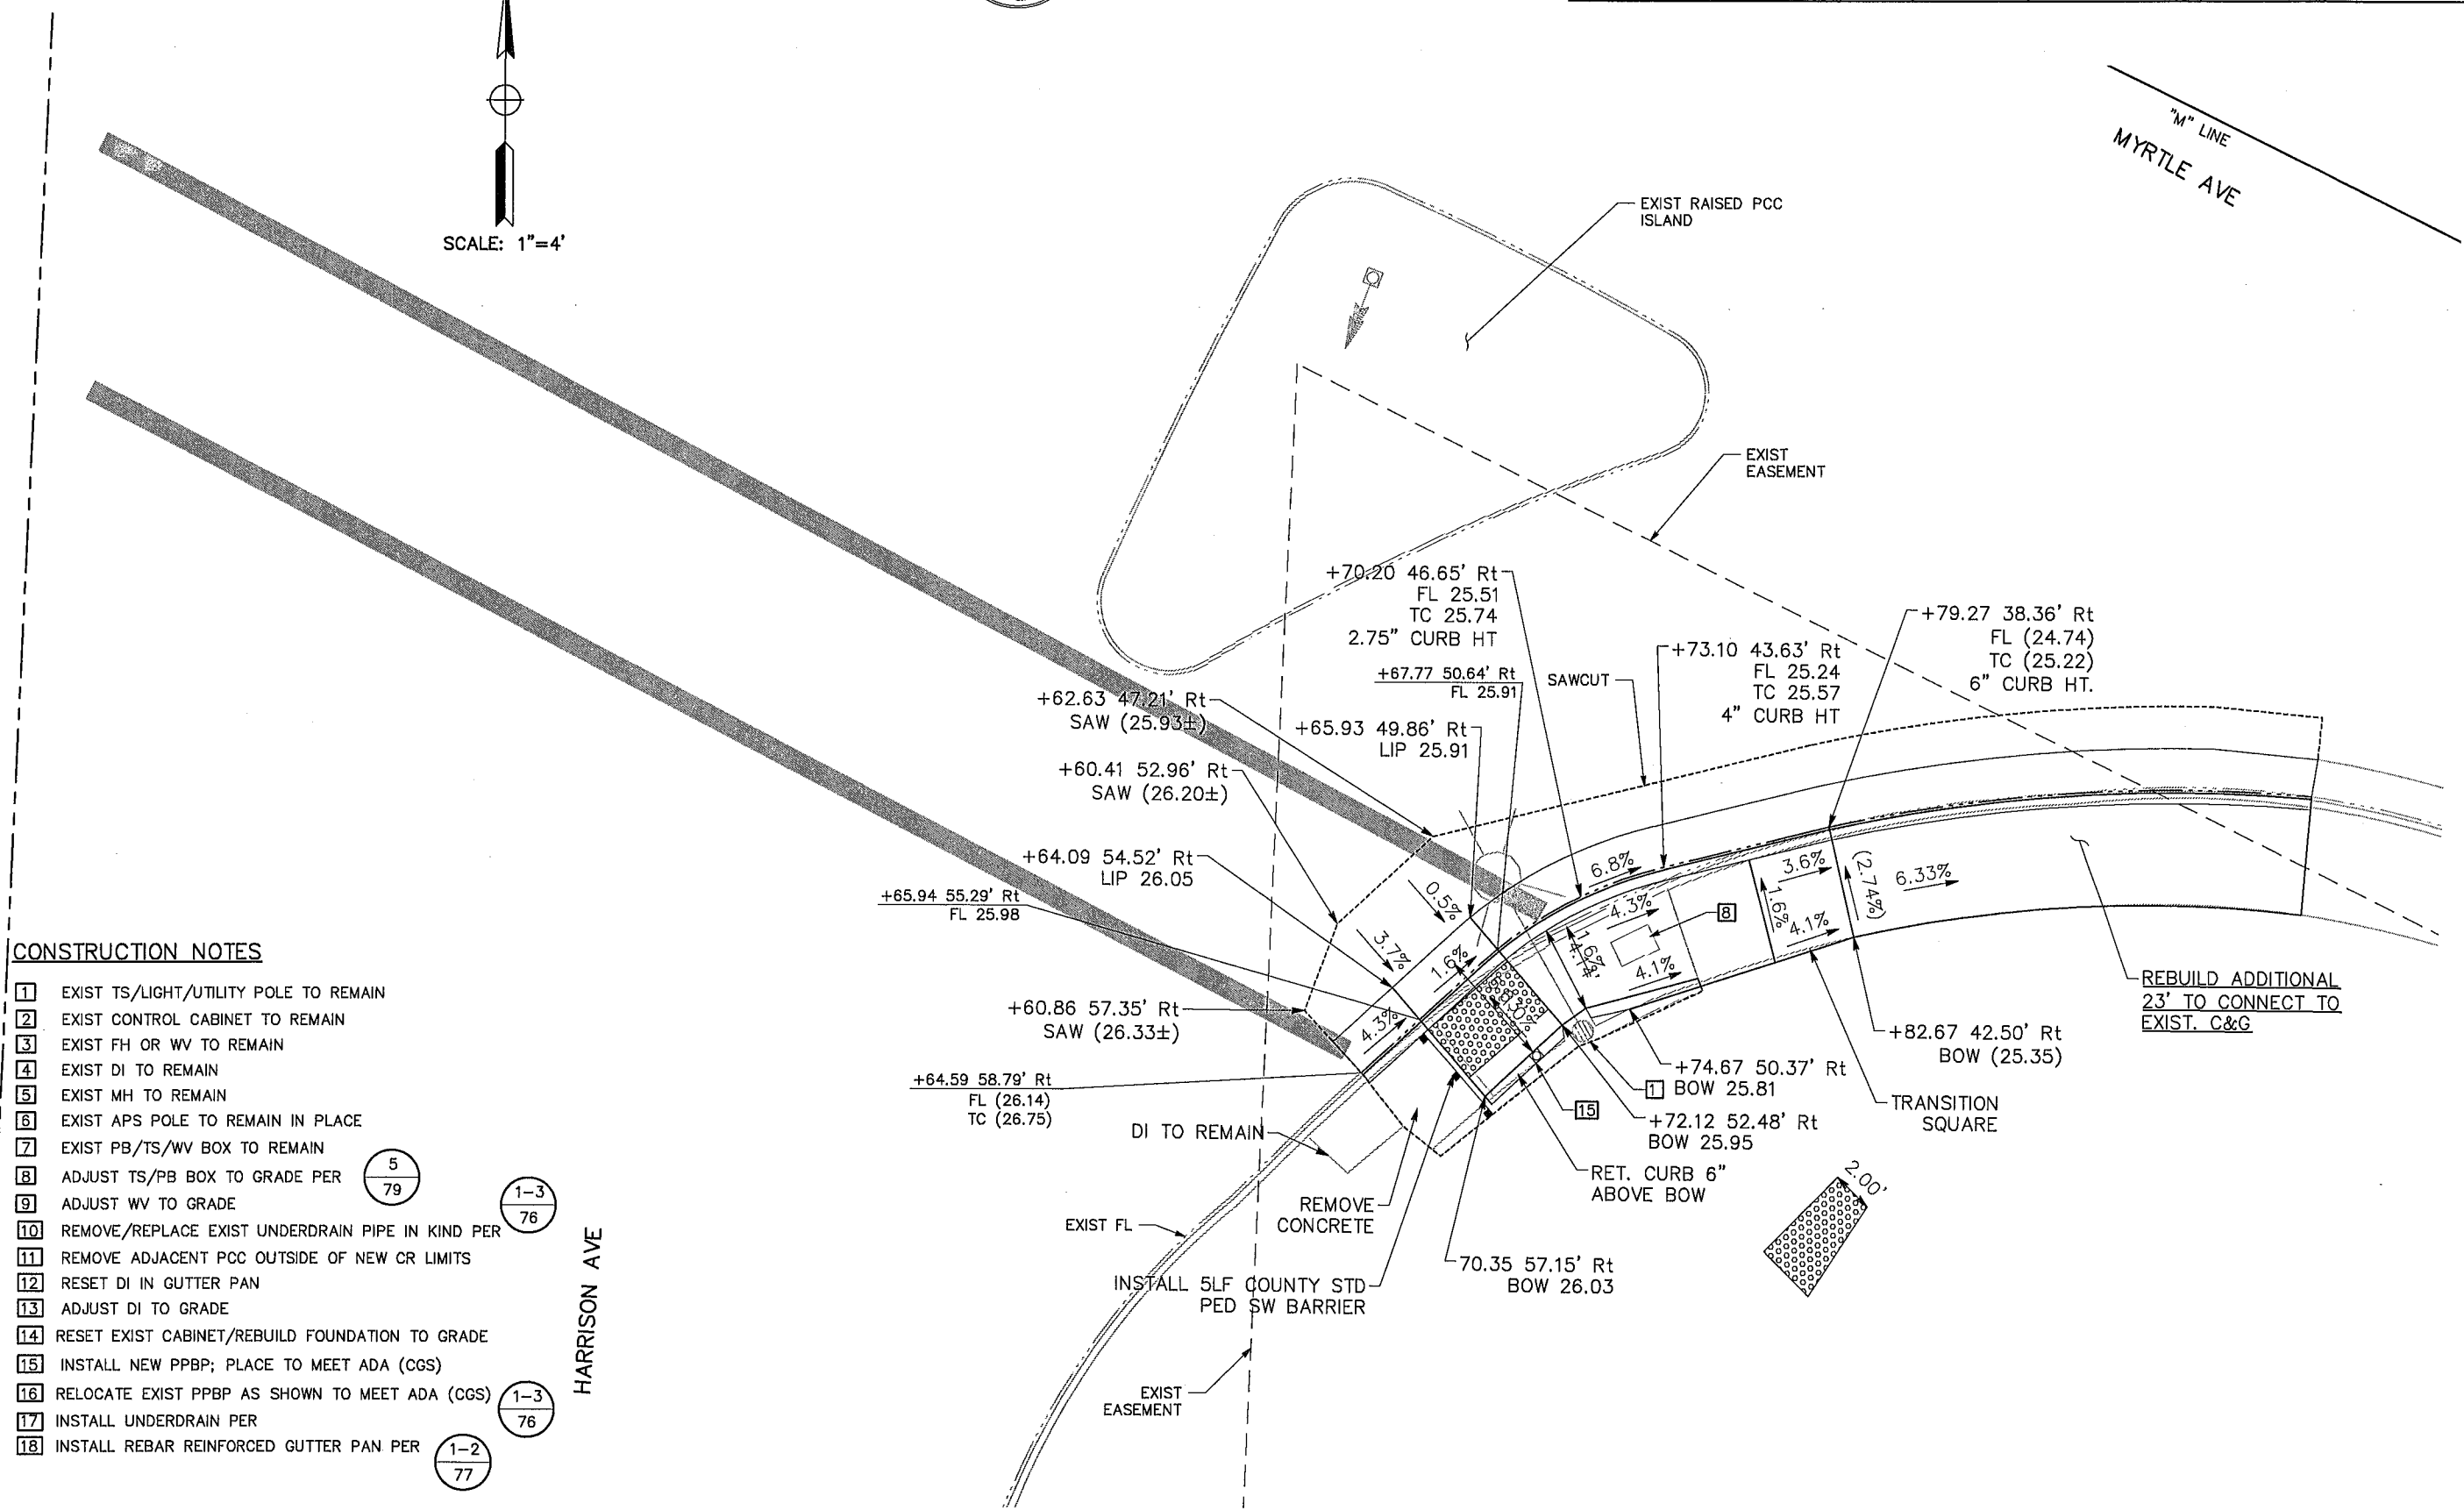 SCALE: 1"=4'
"M" LINE
MYRTLE AVE
EXIST RAISED PCC
ISLAND
EXIST
EASEMENT
+70.20 46.65' Rt
FL 25.51
TC 25.74
2.75" CURB HT
+67.77 50.64' Rt
FL 25.91
SAWCUT
+73.10 43.63' Rt
FL 25.24
TC 25.57
4" CURB HT
+79.27 38.36' Rt
FL (24.74)
TC (25.22)
6" CURB HT.
+62.63 47.21' Rt
SAW (25.93±)
+65.93 49.86' Rt
LIP 25.91
+60.41 52.96' Rt
SAW (26.20±)
+64.09 54.52' Rt
LIP 26.05
+65.94 55.29' Rt
FL 25.98
+60.86 57.35' Rt
SAW (26.33±)
+64.59 58.79' Rt
FL (26.14)
TC (26.75)
0.5%
3.7%
1.6%
4.3%
6.8%
4.3%
8
1.6%
4.1%
3.6%
1.6%
4.1%
(2.74%)
6.33%
REBUILD ADDITIONAL
23' TO CONNECT TO
EXIST. C&G
+82.67 42.50' Rt
BOW (25.35)
TRANSITION
SQUARE
+74.67 50.37' Rt
1 BOW 25.81
+72.12 52.48' Rt
BOW 25.95
15
RET. CURB 6"
ABOVE BOW
2.00'
DI TO REMAIN
REMOVE
CONCRETE
EXIST FL
INSTALL 5LF COUNTY STD
PED SW BARRIER
70.35 57.15' Rt
BOW 26.03
EXIST
EASEMENT
HARRISON AVE
CONSTRUCTION NOTES
1 EXIST TS/LIGHT/UTILITY POLE TO REMAIN
2 EXIST CONTROL CABINET TO REMAIN
3 EXIST FH OR WV TO REMAIN
4 EXIST DI TO REMAIN
5 EXIST MH TO REMAIN
6 EXIST APS POLE TO REMAIN IN PLACE
7 EXIST PB/TS/WV BOX TO REMAIN
8 ADJUST TS/PB BOX TO GRADE PER
5
79
9 ADJUST WV TO GRADE
1-3
76
10 REMOVE/REPLACE EXIST UNDERDRAIN PIPE IN KIND PER
11 REMOVE ADJACENT PCC OUTSIDE OF NEW CR LIMITS
12 RESET DI IN GUTTER PAN
13 ADJUST DI TO GRADE
14 RESET EXIST CABINET/REBUILD FOUNDATION TO GRADE
15 INSTALL NEW PPBP; PLACE TO MEET ADA (CGS)
16 RELOCATE EXIST PPBP AS SHOWN TO MEET ADA (CGS)
1-3
76
17 INSTALL UNDERDRAIN PER
18 INSTALL REBAR REINFORCED GUTTER PAN PER
1-2
77